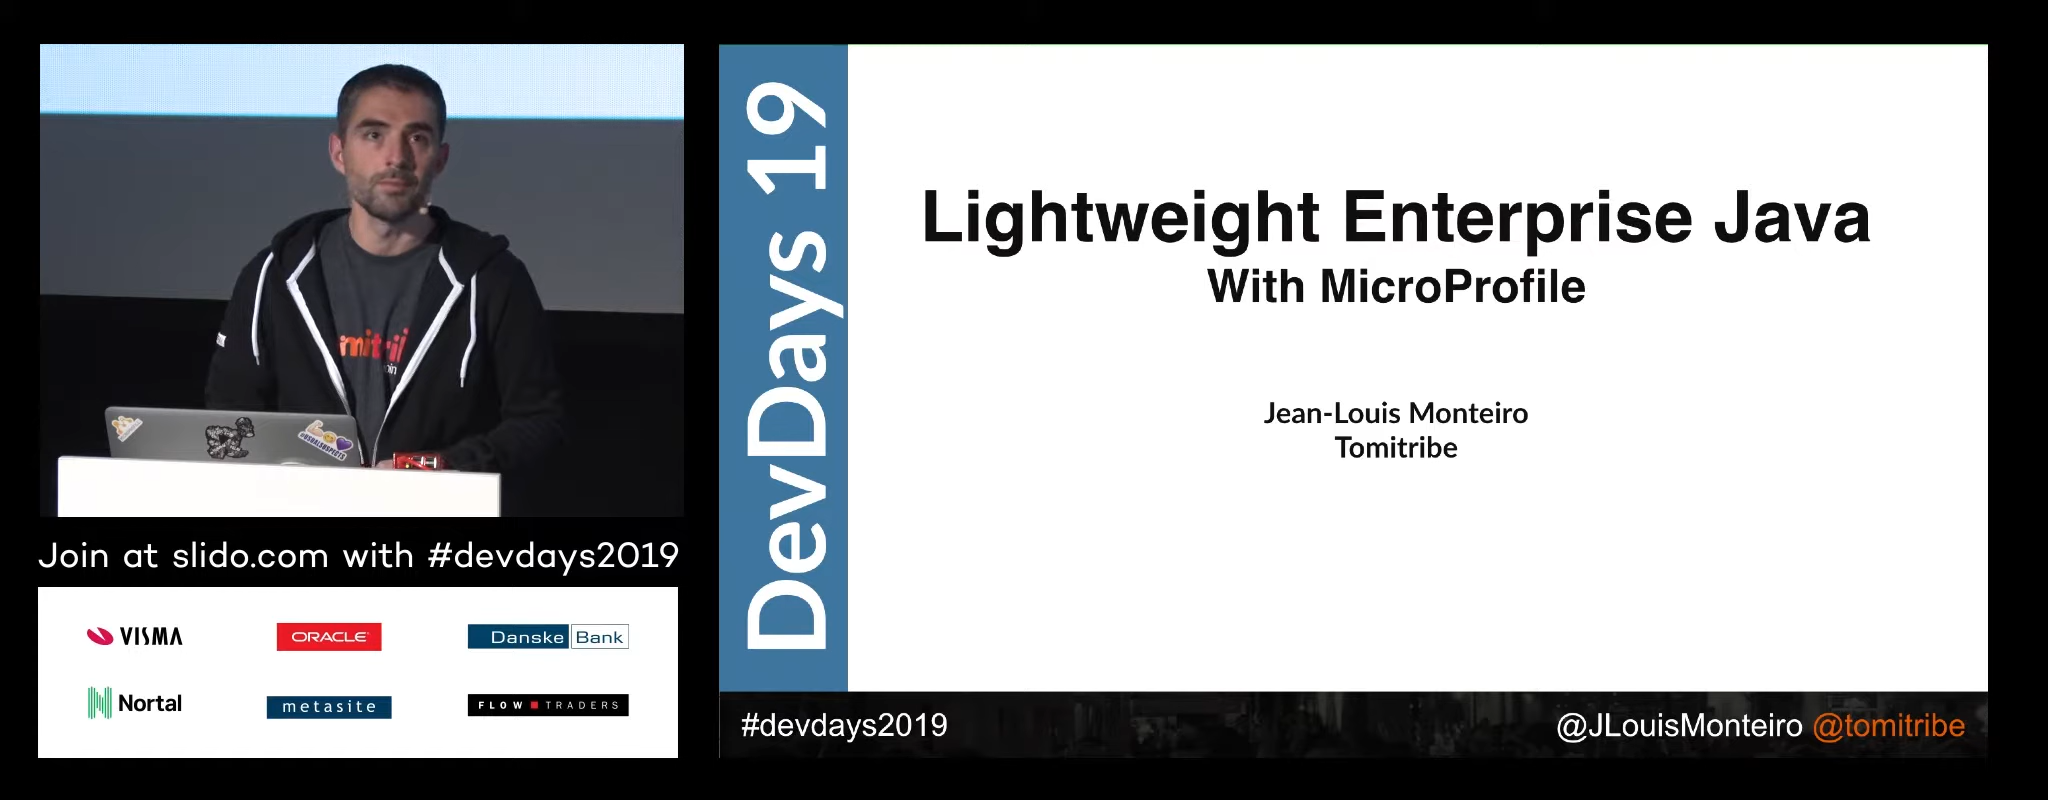 Join at slido.com with #devdays2019
VISMA
ORACLE
Danske Bank
Nortal
metasite
FLOW TRADERS
DevDays 19
Lightweight Enterprise Java
With MicroProfile
Jean-Louis Monteiro
Tomitribe
#devdays2019
@JLouisMonteiro @tomitribe